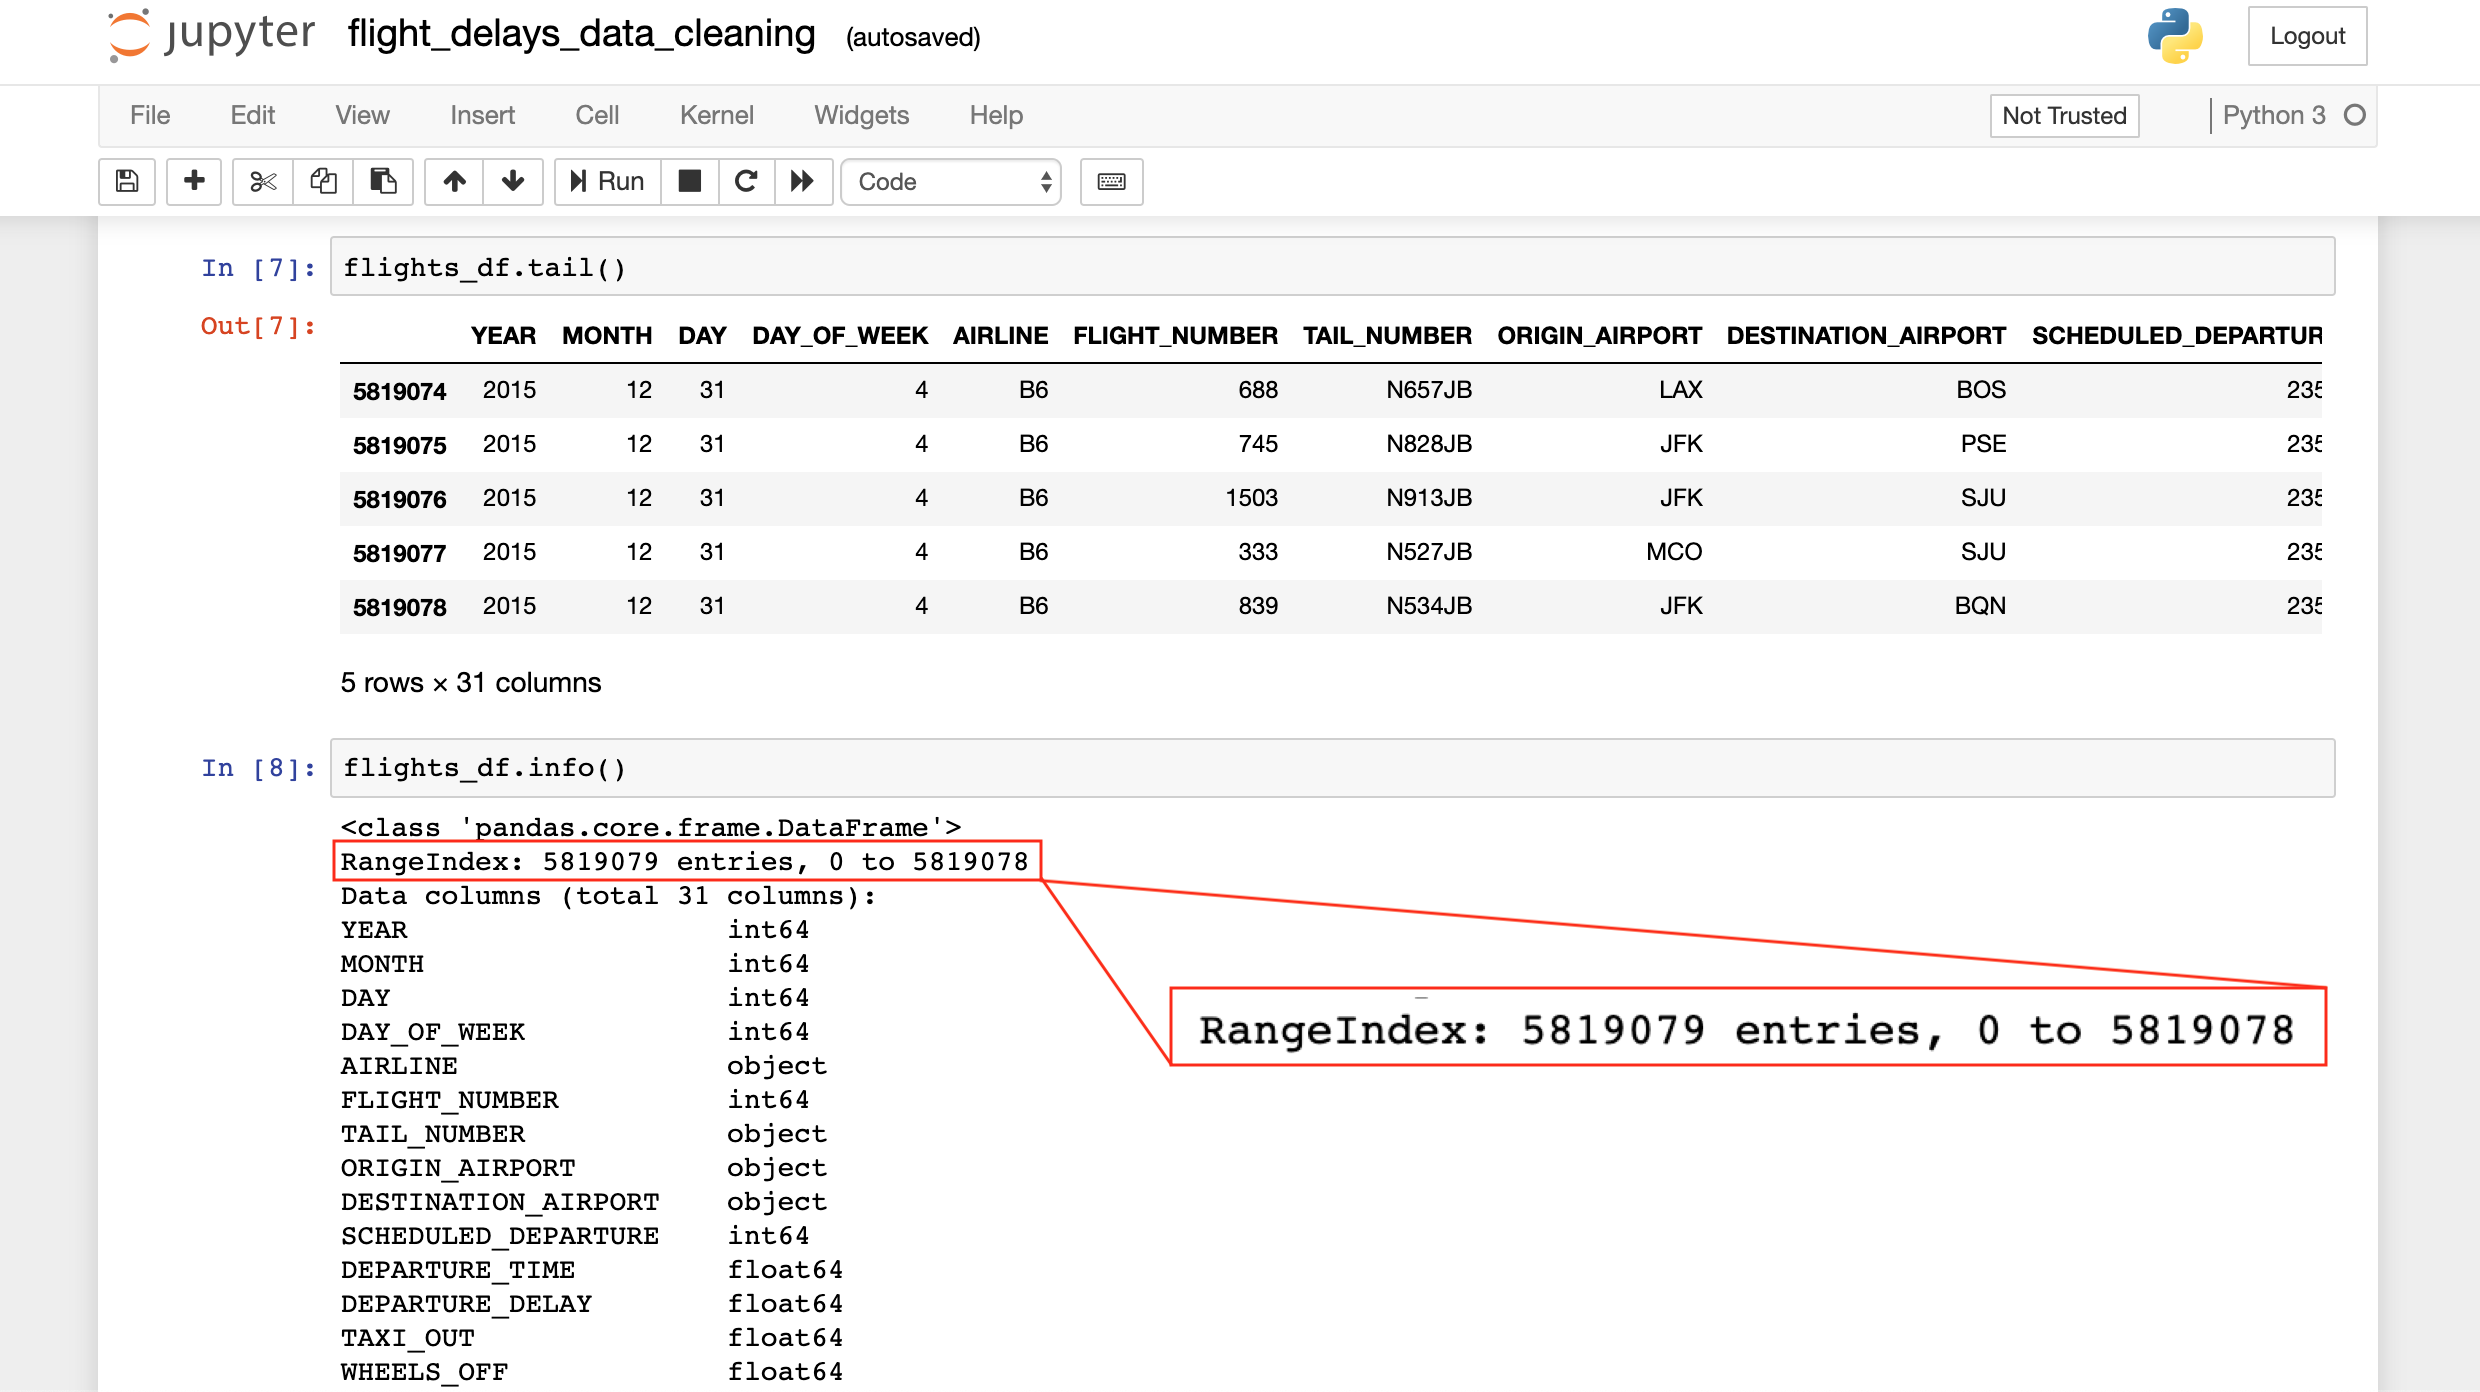 jupyter flight_delays_data_cleaning (autosaved) Logout
File Edit View Insert Cell Kernel Widgets Help Not Trusted Python 3
Run Code
In [7]: flights_df.tail()
Out[7]:
YEAR MONTH DAY DAY_OF_WEEK AIRLINE FLIGHT_NUMBER TAIL_NUMBER ORIGIN_AIRPORT DESTINATION_AIRPORT SCHEDULED_DEPARTUR
5819074 2015 12 31 4 B6 688 N657JB LAX BOS 235
5819075 2015 12 31 4 B6 745 N828JB JFK PSE 235
5819076 2015 12 31 4 B6 1503 N913JB JFK SJU 235
5819077 2015 12 31 4 B6 333 N527JB MCO SJU 235
5819078 2015 12 31 4 B6 839 N534JB JFK BQN 235
5 rows × 31 columns
In [8]: flights_df.info()
<class 'pandas.core.frame.DataFrame'>
RangeIndex: 5819079 entries, 0 to 5819078
Data columns (total 31 columns):
YEAR int64
MONTH int64
DAY int64
DAY_OF_WEEK int64
AIRLINE object
FLIGHT_NUMBER int64
TAIL_NUMBER object
ORIGIN_AIRPORT object
DESTINATION_AIRPORT object
SCHEDULED_DEPARTURE int64
DEPARTURE_TIME float64
DEPARTURE_DELAY float64
TAXI_OUT float64
WHEELS_OFF float64
RangeIndex: 5819079 entries, 0 to 5819078